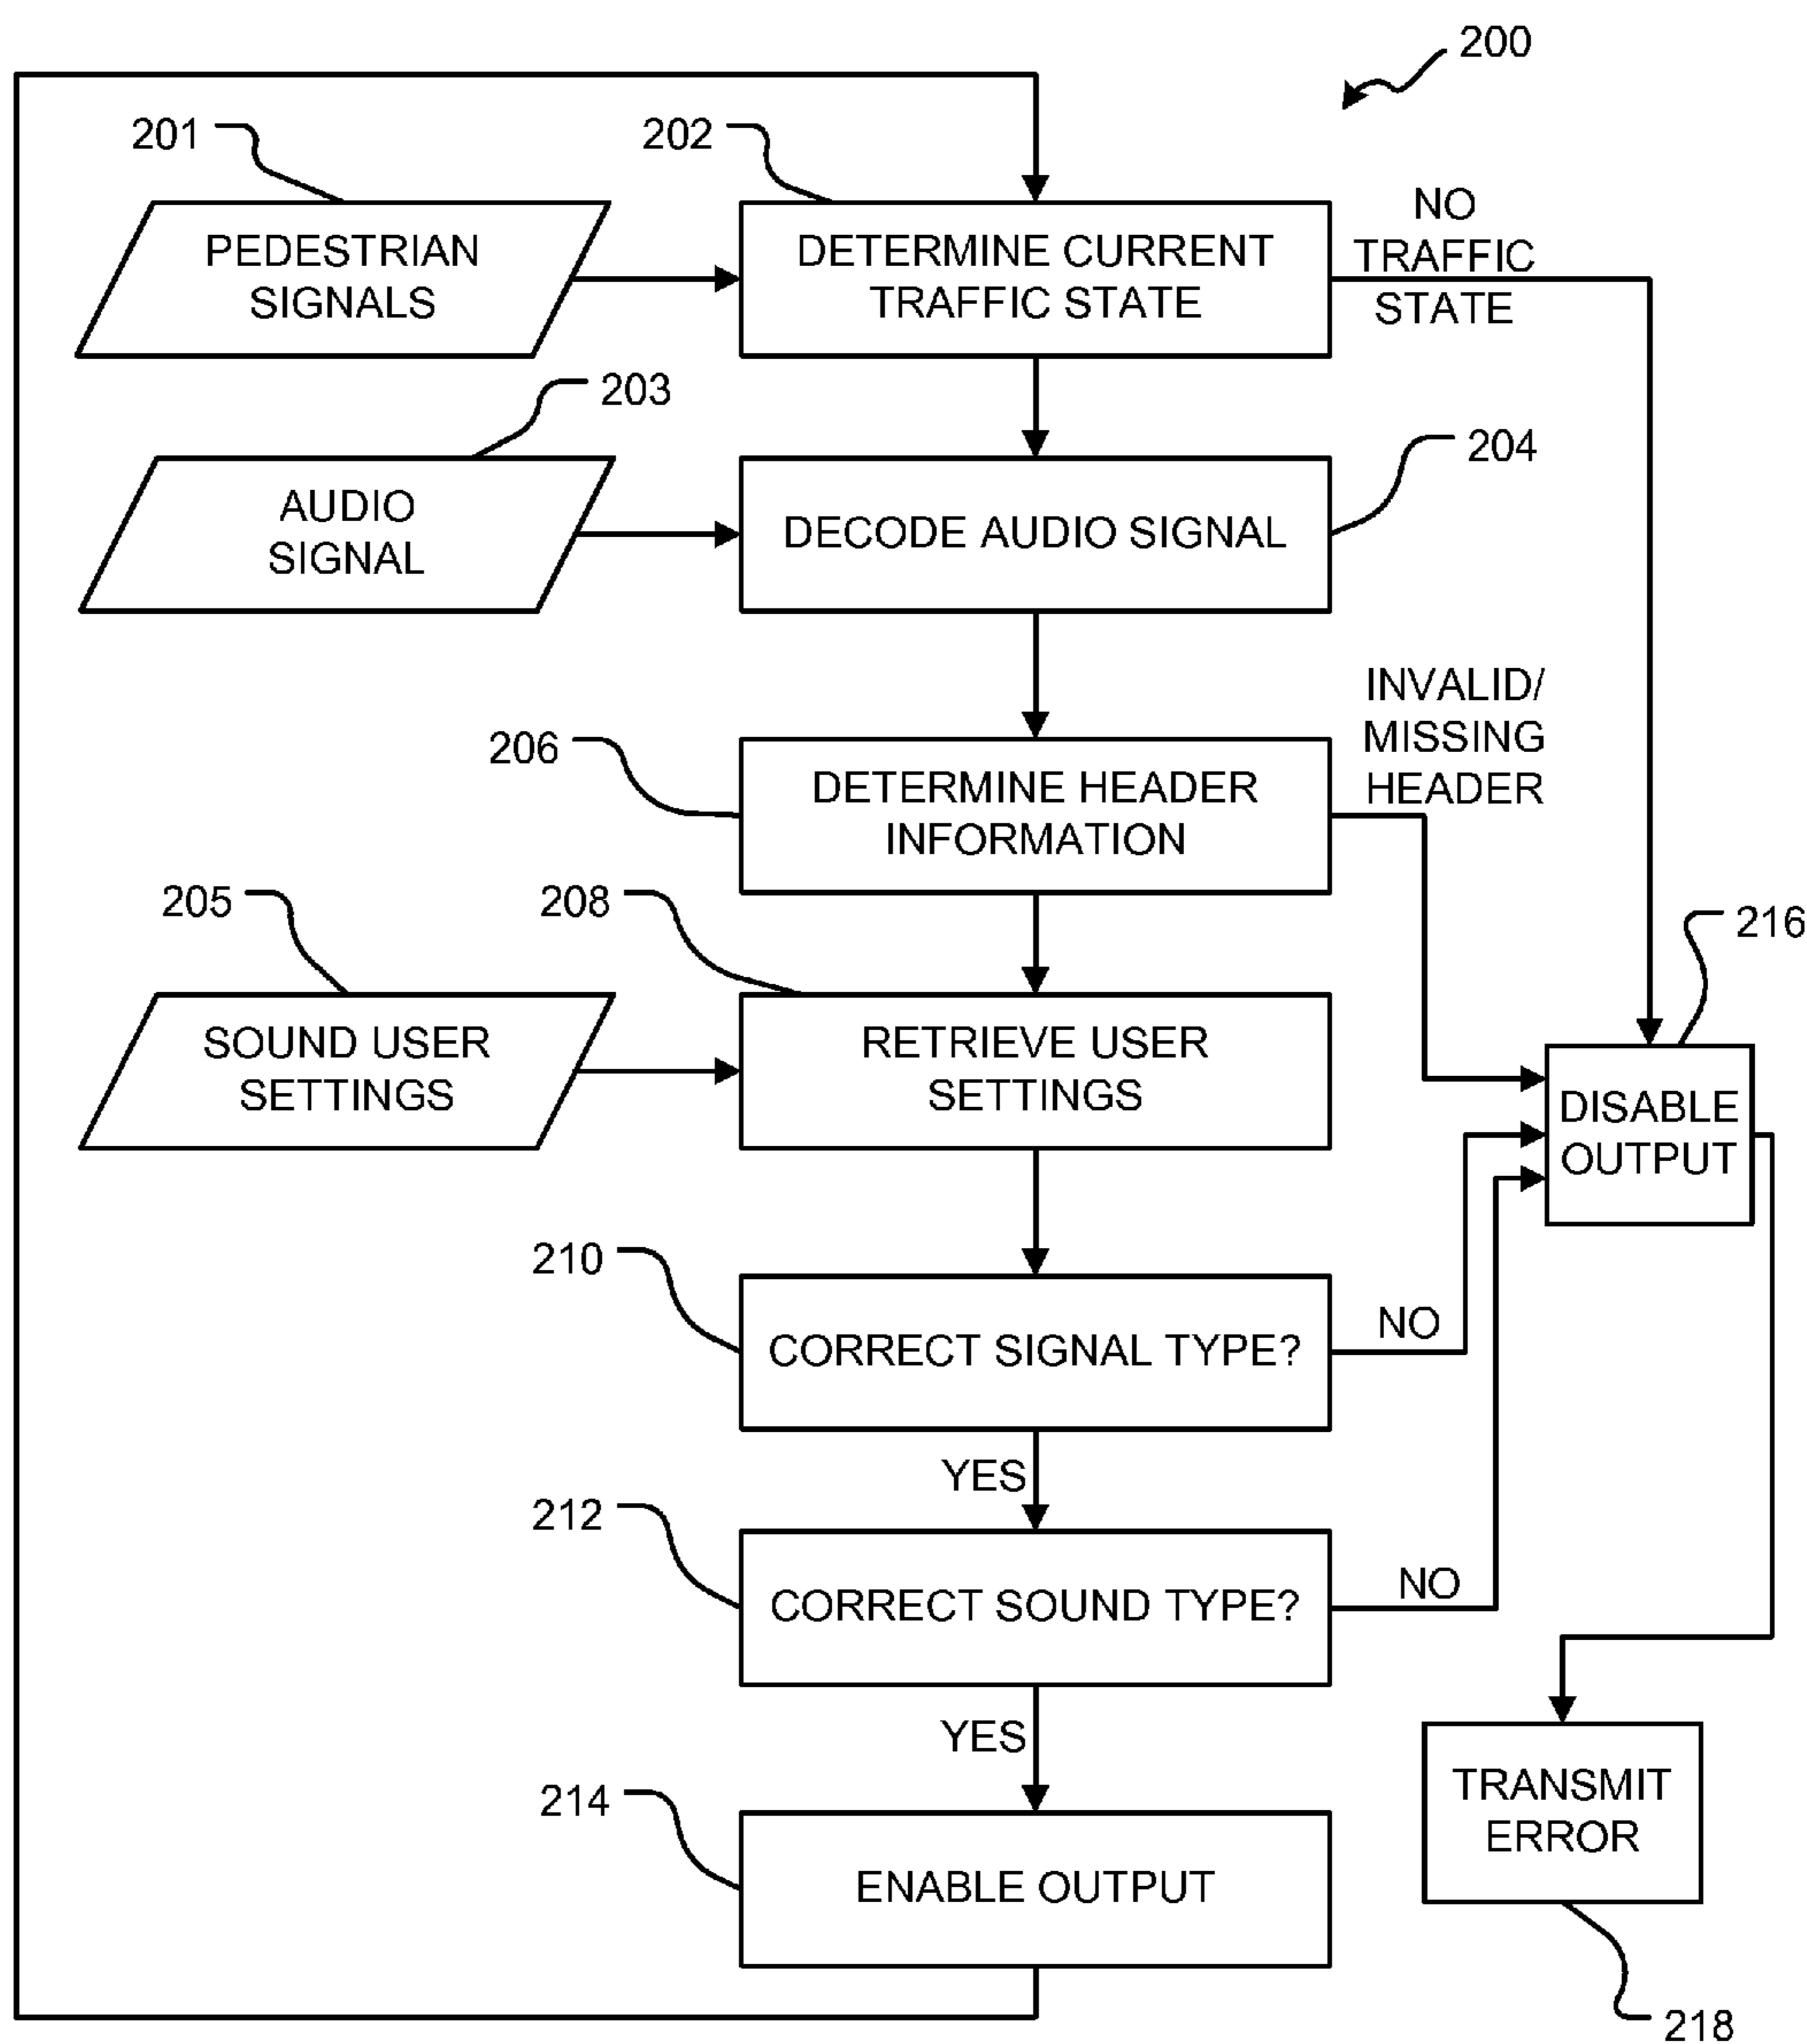 200
201
202
PEDESTRIAN
SIGNALS
DETERMINE CURRENT
TRAFFIC STATE
NO
TRAFFIC
STATE
203
204
AUDIO
SIGNAL
DECODE AUDIO SIGNAL
INVALID/
MISSING
HEADER
206
DETERMINE HEADER
INFORMATION
205
208
216
SOUND USER
SETTINGS
RETRIEVE USER
SETTINGS
DISABLE
OUTPUT
210
CORRECT SIGNAL TYPE?
NO
YES
212
CORRECT SOUND TYPE?
NO
YES
214
ENABLE OUTPUT
TRANSMIT
ERROR
218